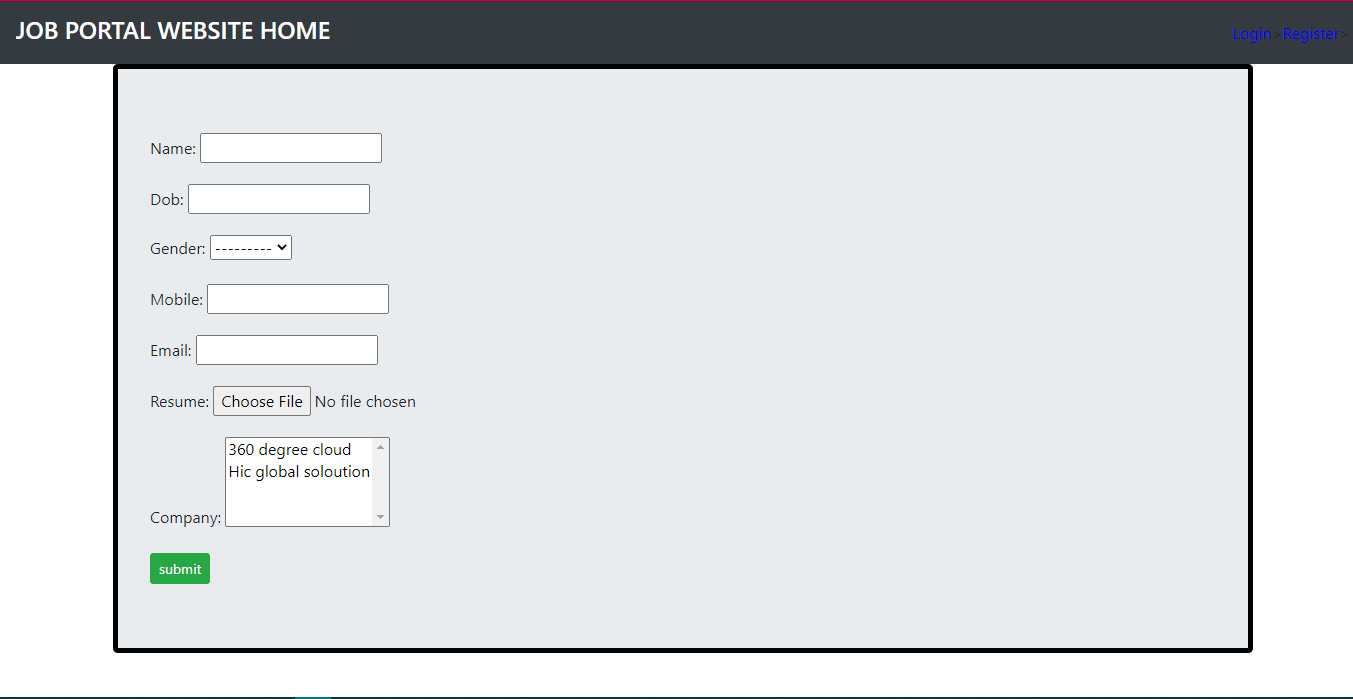 JOB PORTAL WEBSITE HOME
Login> Register>
Name:
Dob:
Gender: ---------
Mobile:
Email:
Resume: Choose File No file chosen
360 degree cloud
Hic global soloution
Company:
submit